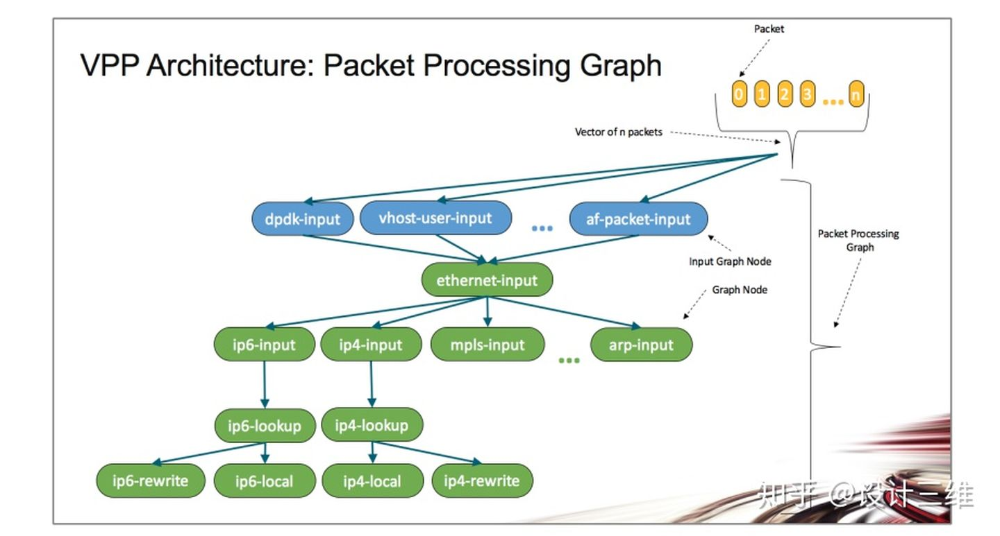 Packet
VPP Architecture: Packet Processing Graph
0 1 2 3 ... n
Vector of n packets
dpdk-input vhost-user-input ... af-packet-input
Packet Processing
Graph
Input Graph Node
ethernet-input
Graph Node
ip6-input ip4-input mpls-input ... arp-input
ip6-lookup ip4-lookup
ip6-rewrite ip6-local ip4-local ip4-rewrite
知乎 @设计三维